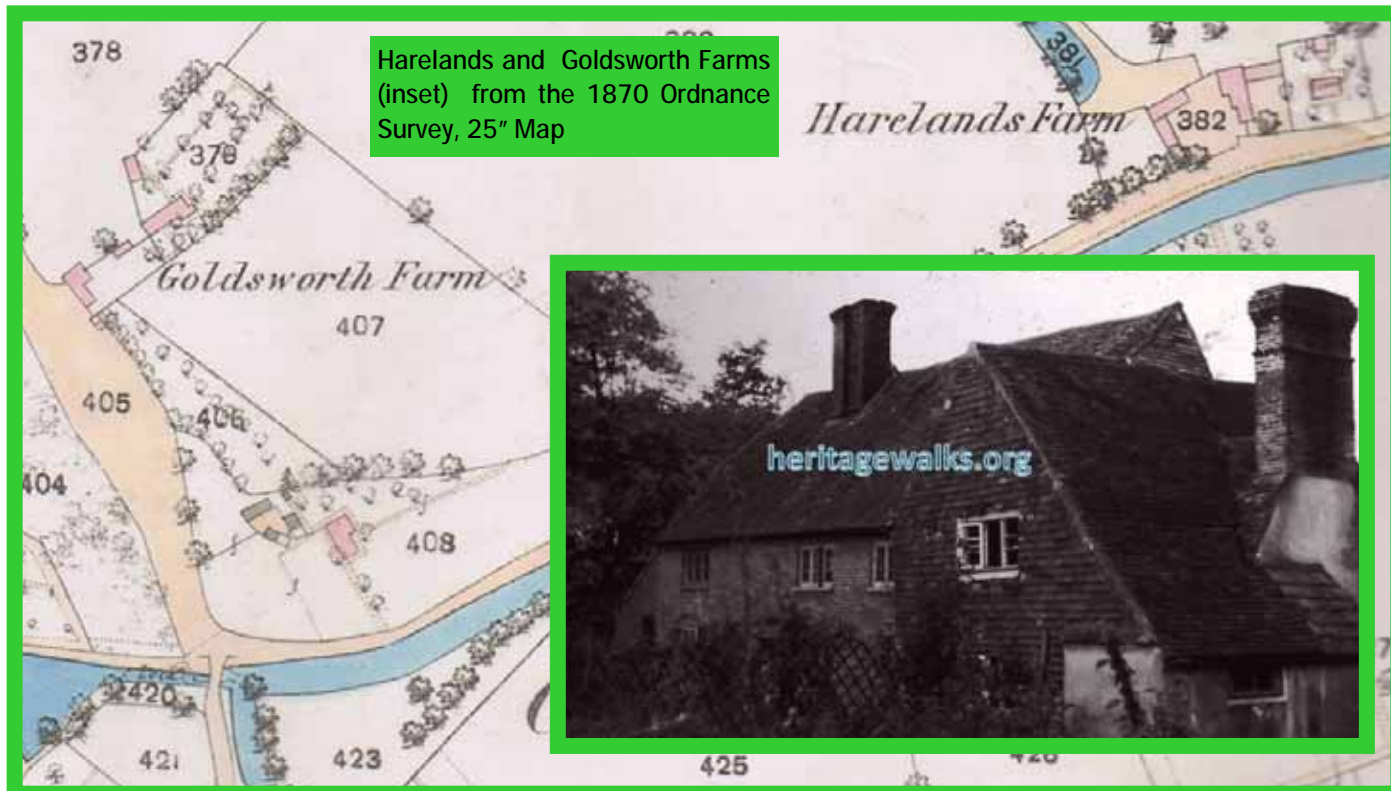 378
Harelands and Goldsworth Farms
(inset) from the 1870 Ordnance
Survey, 25" Map
381
Harelands Farm
382
378
Goldsworth Farm
407
405
406
404
408
heritagewalks.org
420
421
423
425